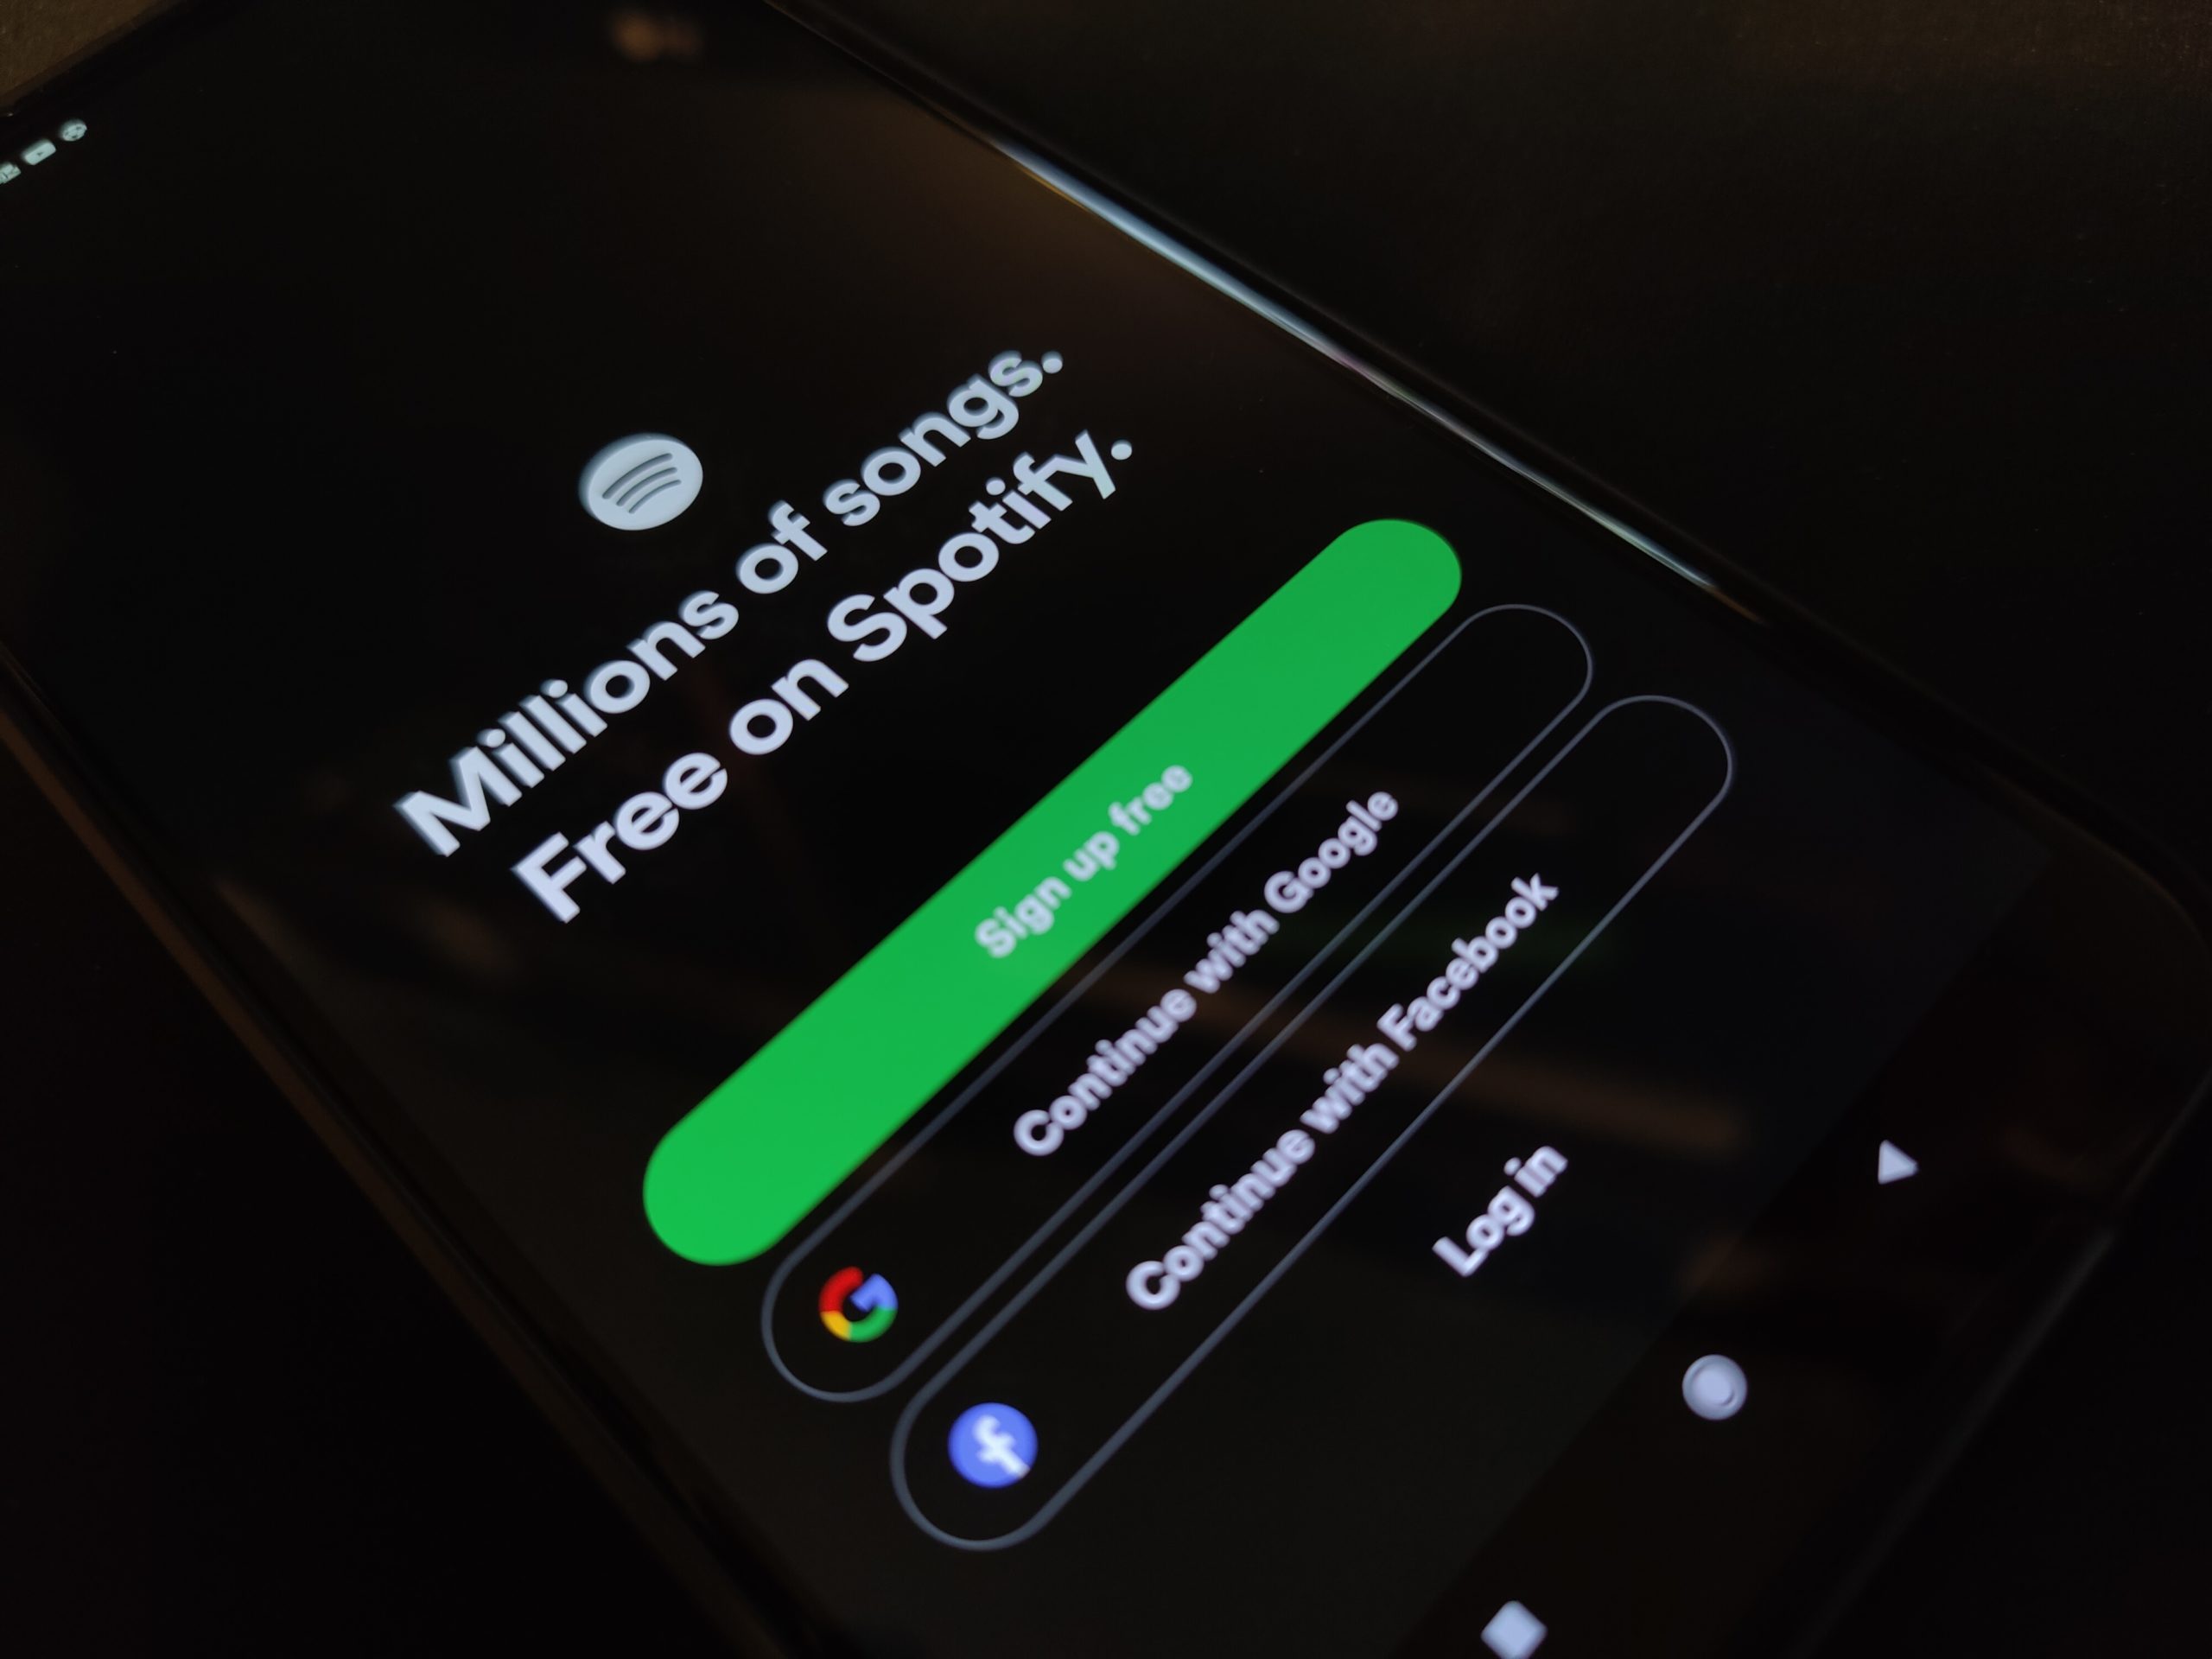 Millions of songs.
Free on Spotify.
Sign up free
Continue with Google
Continue with Facebook
Log in